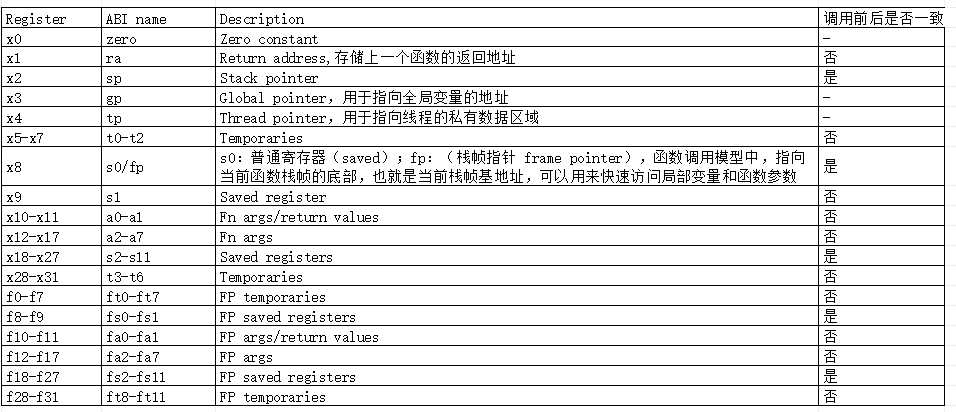 Register ABI name Description 调用前后是否一致
x0 zero Zero constant -
x1 ra Return address,存储上一个函数的返回地址 否
x2 sp Stack pointer 是
x3 gp Global pointer，用于指向全局变量的地址 -
x4 tp Thread pointer，用于指向线程的私有数据区域 -
x5-x7 t0-t2 Temporaries 否
x8 s0/fp s0：普通寄存器（saved）；fp：（栈帧指针 frame pointer），函数调用模型中，指向
当前函数栈帧的底部，也就是当前栈帧基地址，可以用来快速访问局部变量和函数参数 是
x9 s1 Saved register 否
x10-x11 a0-a1 Fn args/return values 否
x12-x17 a2-a7 Fn args 否
x18-x27 s2-s11 Saved registers 是
x28-x31 t3-t6 Temporaries 否
f0-f7 ft0-ft7 FP temporaries 否
f8-f9 fs0-fs1 FP saved registers 是
f10-f11 fa0-fa1 FP args/return values 否
f12-f17 fa2-fa7 FP args 否
f18-f27 fs2-fs11 FP saved registers 是
f28-f31 ft8-ft11 FP temporaries 否